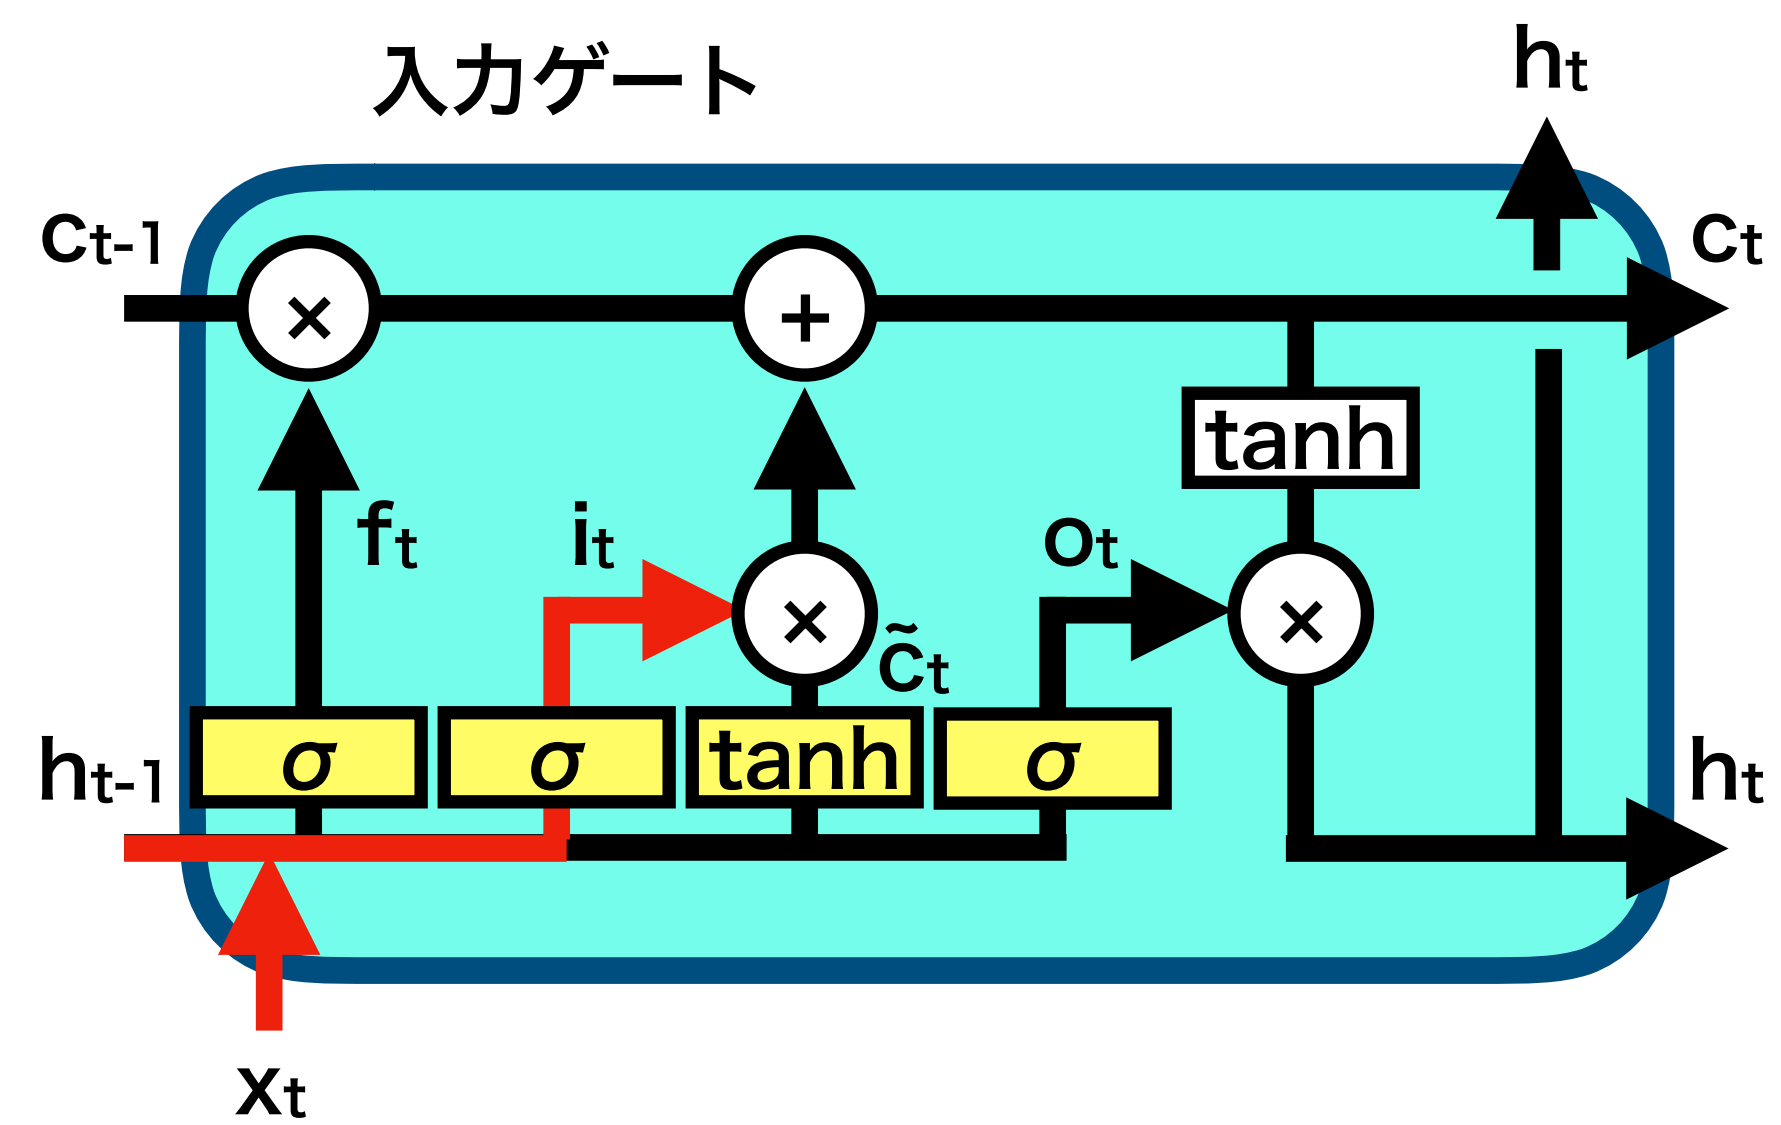 入力ゲート
ht
ct-1
ct
×
+
tanh
ft
it
ot
×
×
c̃t
ht-1
σ
σ
tanh
σ
ht
xt